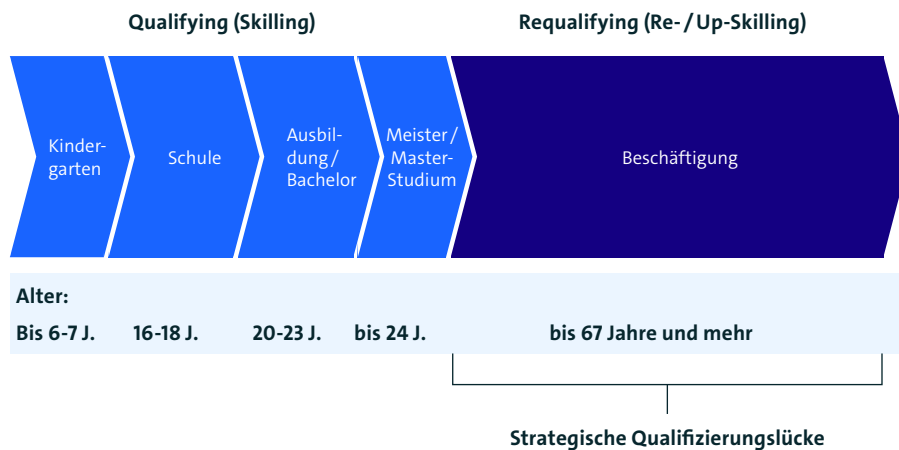 Qualifying (Skilling)
Requalifying (Re- / Up-Skilling)
Kinder-
garten
Schule
Ausbil-
dung /
Bachelor
Meister /
Master-
Studium
Beschäftigung
Alter:
Bis 6-7 J.
16-18 J.
20-23 J.
bis 24 J.
bis 67 Jahre und mehr
Strategische Qualifizierungslücke